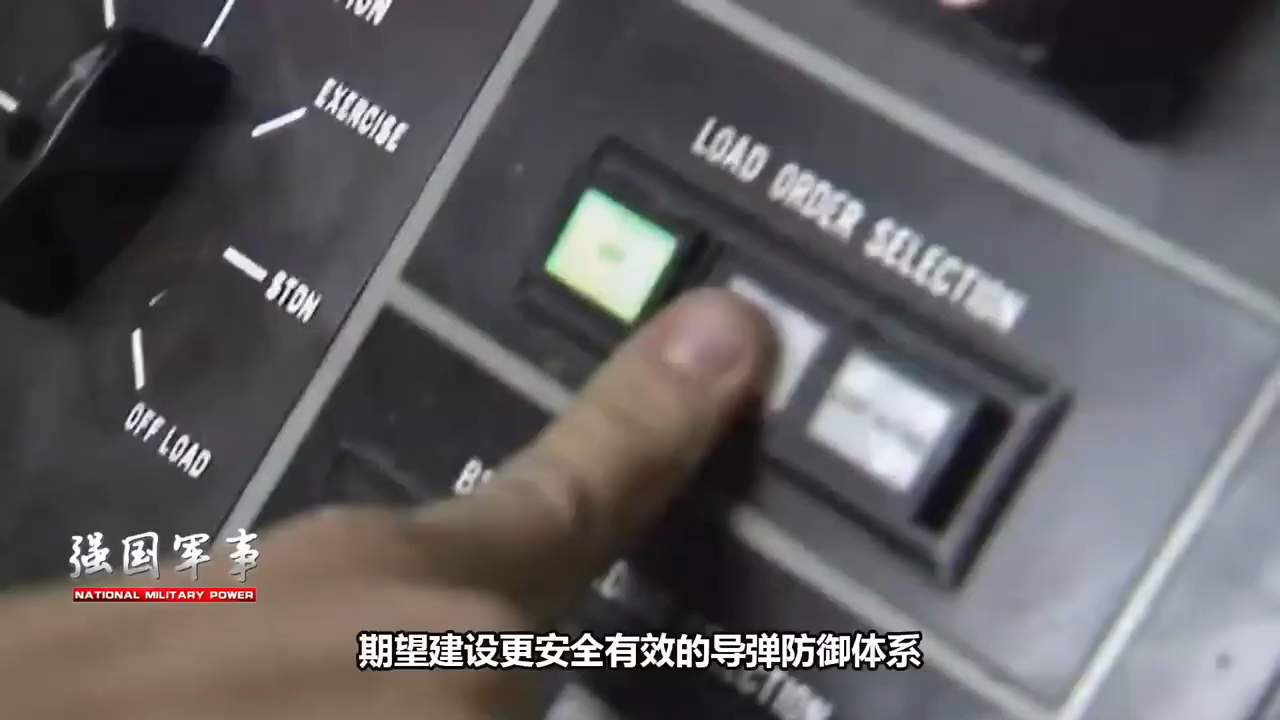 EXERCISE
LOAD ORDER SELECTION
STON
OFF LOAD
强国军事
NATIONAL MILITARY POWER
期望建设更安全有效的导弹防御体系